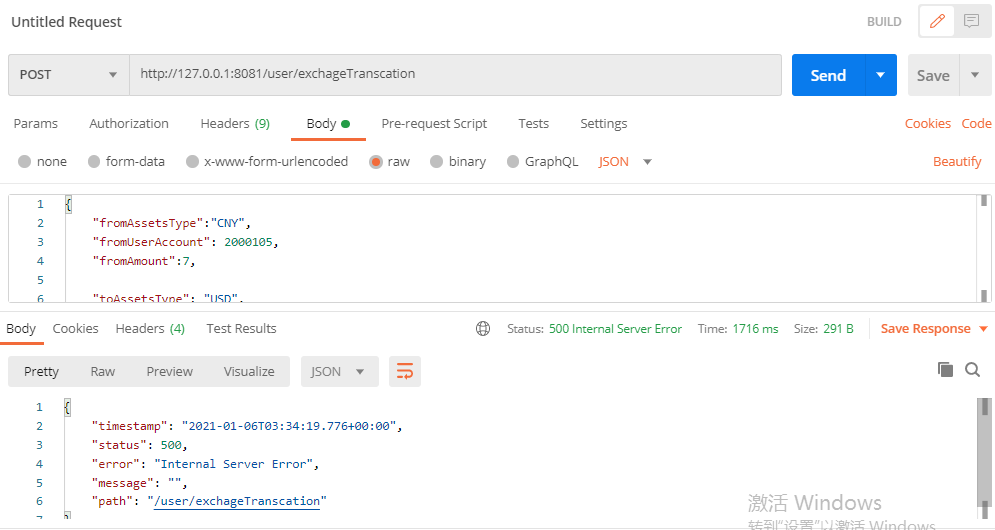 Untitled Request
BUILD
POST
http://127.0.0.1:8081/user/exchageTranscation
Send
Save
Params Authorization Headers (9) Body Pre-request Script Tests Settings Cookies Code
none form-data x-www-form-urlencoded raw binary GraphQL JSON Beautify
1 {
2 "fromAssetsType":"CNY",
3 "fromUserAccount": 2000105,
4 "fromAmount":7,
5
6 "toAssetsType": "USD",
Body Cookies Headers (4) Test Results Status: 500 Internal Server Error Time: 1716 ms Size: 291 B Save Response
Pretty Raw Preview Visualize JSON
1 {
2 "timestamp": "2021-01-06T03:34:19.776+00:00",
3 "status": 500,
4 "error": "Internal Server Error",
5 "message": "",
6 "path": "/user/exchageTranscation"
7 }
激活 Windows
转到"设置"以激活 Windows